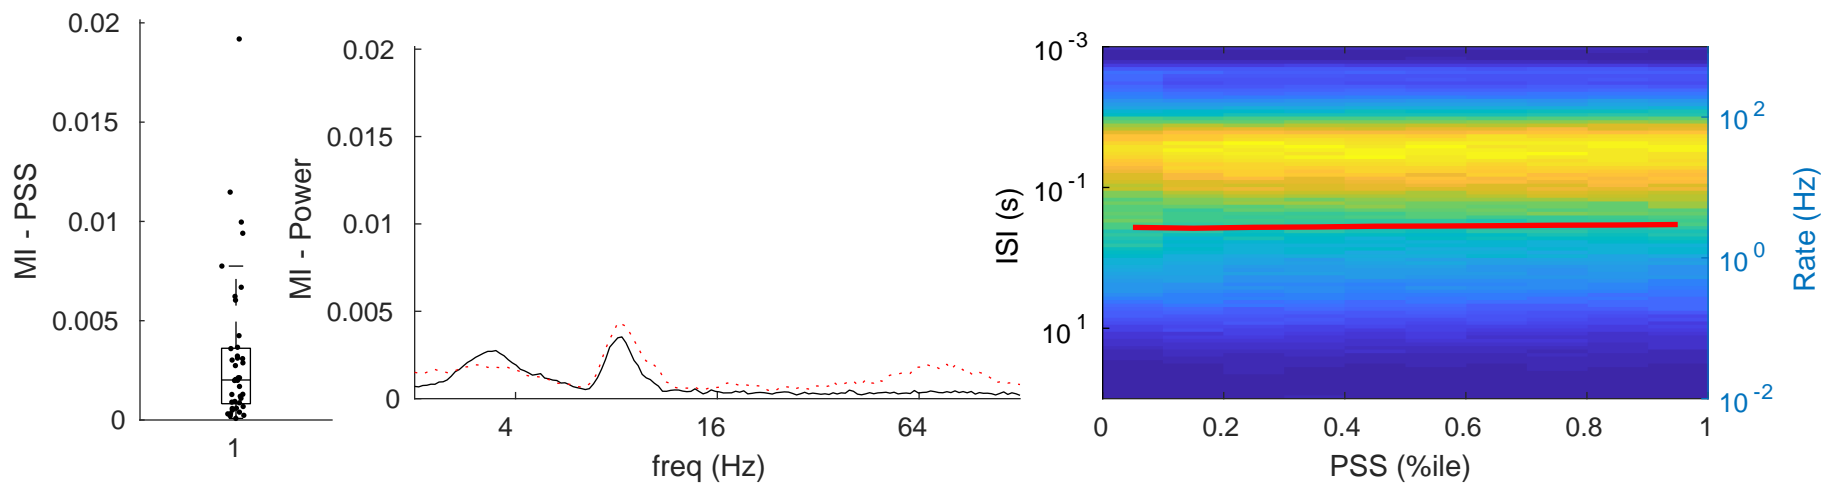 0.02
0.015
0.01
0.005
0
MI - PSS
1
0.02
0.015
0.01
0.005
0
MI - Power
4 16 64
freq (Hz)
10^-3
10^-1
10^1
ISI (s)
0 0.2 0.4 0.6 0.8 1
PSS (%ile)
10^2
10^0
10^-2
Rate (Hz)